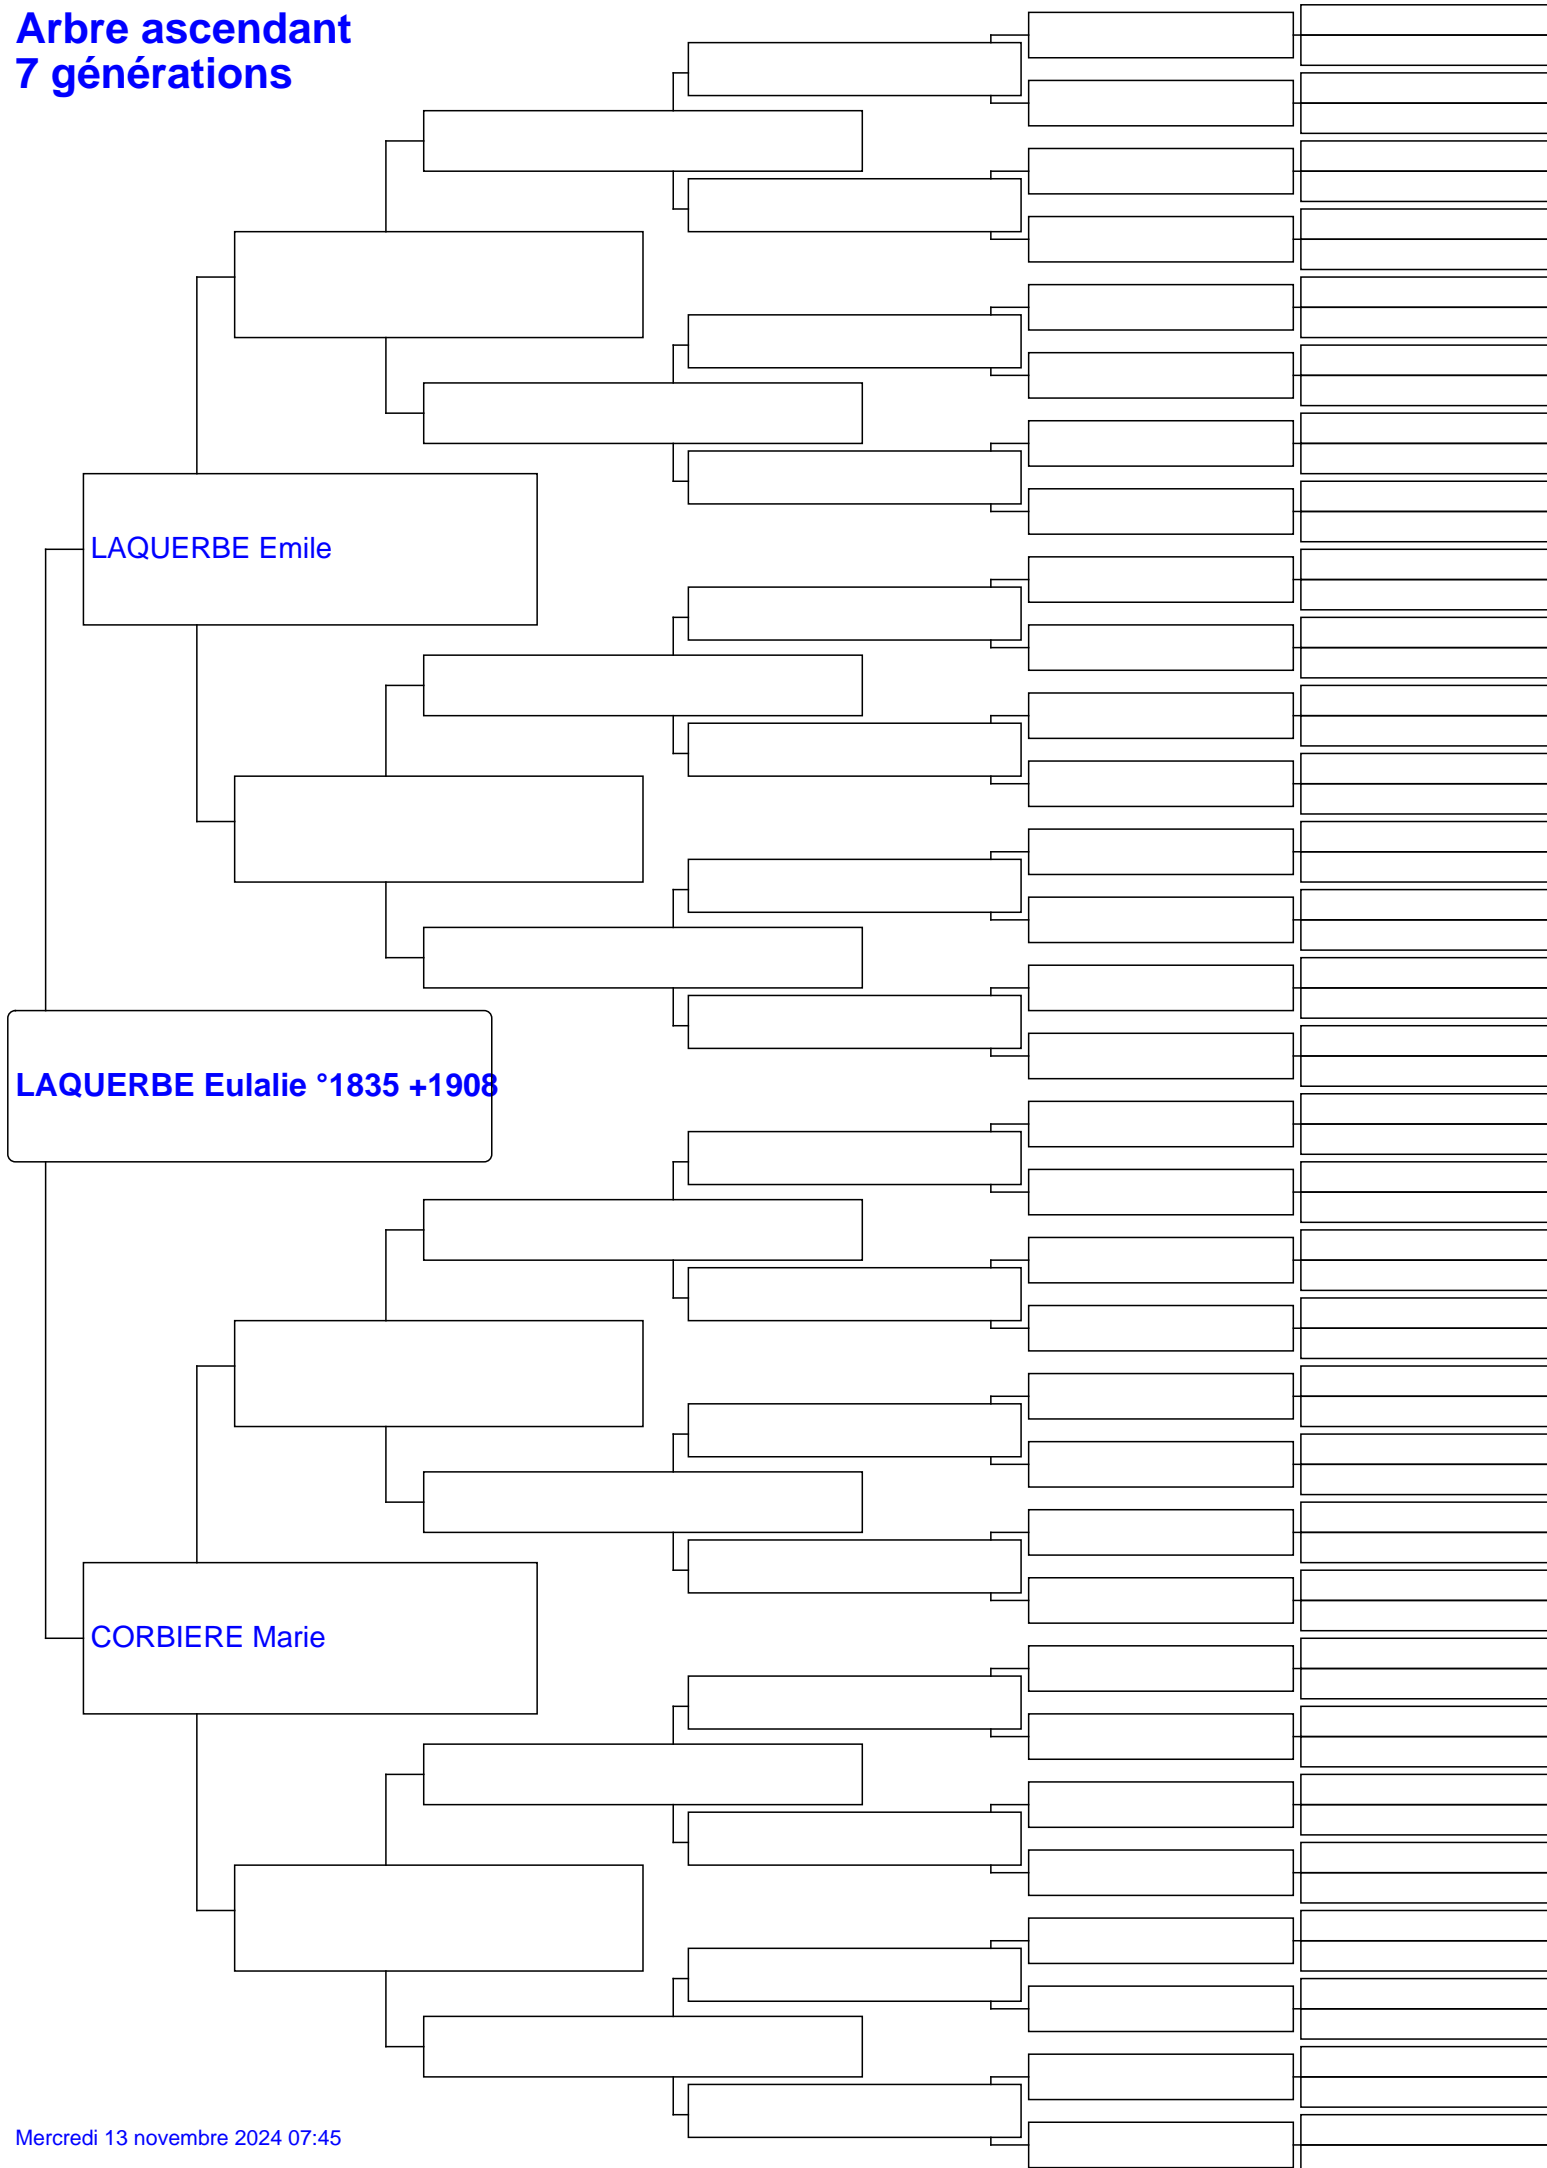 Arbre ascendant
7 générations
LAQUERBE Emile
LAQUERBE Eulalie °1835 +1908
CORBIERE Marie
Mercredi 13 novembre 2024 07:45